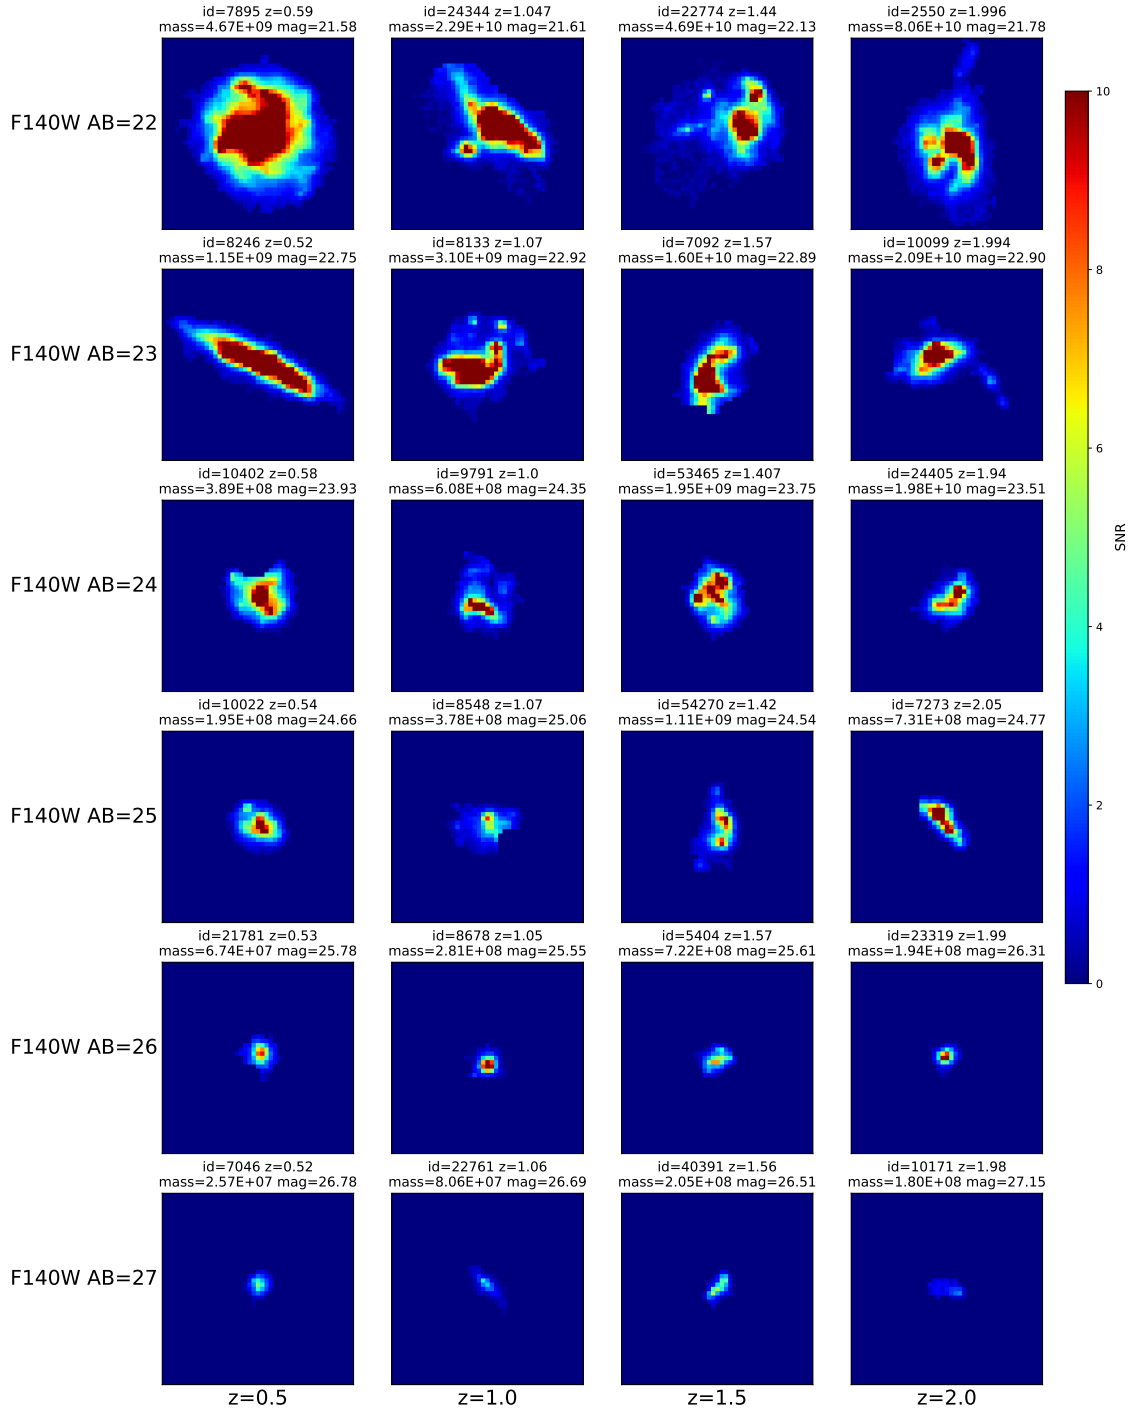 id=7895 z=0.59
mass=4.67E+09 mag=21.58
id=24344 z=1.047
mass=2.29E+10 mag=21.61
id=22774 z=1.44
mass=4.69E+10 mag=22.13
id=2550 z=1.996
mass=8.06E+10 mag=21.78
F140W AB=22
id=8246 z=0.52
mass=1.15E+09 mag=22.75
id=8133 z=1.07
mass=3.10E+09 mag=22.92
id=7092 z=1.57
mass=1.60E+10 mag=22.89
id=10099 z=1.994
mass=2.09E+10 mag=22.90
F140W AB=23
id=10402 z=0.58
mass=3.89E+08 mag=23.93
id=9791 z=1.0
mass=6.08E+08 mag=24.35
id=53465 z=1.407
mass=1.95E+09 mag=23.75
id=24405 z=1.94
mass=1.98E+10 mag=23.51
F140W AB=24
id=10022 z=0.54
mass=1.95E+08 mag=24.66
id=8548 z=1.07
mass=3.78E+08 mag=25.06
id=54270 z=1.42
mass=1.11E+09 mag=24.54
id=7273 z=2.05
mass=7.31E+08 mag=24.77
F140W AB=25
id=21781 z=0.53
mass=6.74E+07 mag=25.78
id=8678 z=1.05
mass=2.81E+08 mag=25.55
id=5404 z=1.57
mass=7.22E+08 mag=25.61
id=23319 z=1.99
mass=1.94E+08 mag=26.31
F140W AB=26
id=7046 z=0.52
mass=2.57E+07 mag=26.78
id=22761 z=1.06
mass=8.06E+07 mag=26.69
id=40391 z=1.56
mass=2.05E+08 mag=26.51
id=10171 z=1.98
mass=1.80E+08 mag=27.15
F140W AB=27
z=0.5
z=1.0
z=1.5
z=2.0
10
8
6
4
2
0
SNR